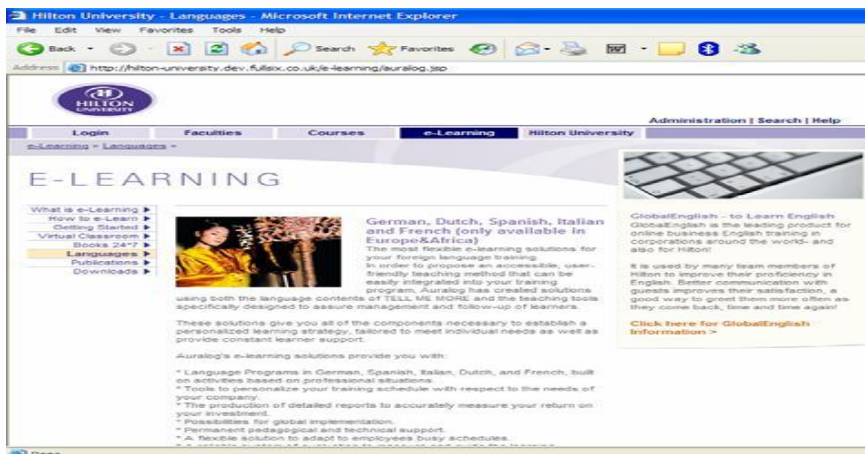 Hilton University - Languages - Microsoft Internet Explorer
File Edit View Favorites Tools Help
Back Search Favorites
Address http://hilton-university.dev.fullsix.co.uk/e-learning/auralog.jsp
HILTON
UNIVERSITY
Administration | Search | Help
Login Faculties Courses e-Learning Hilton University
e-Learning » Languages »
E-LEARNING
What is e-Learning
How to e-Learn
Getting Started
Virtual Classroom
Books 24*7
Languages
Publications
Downloads
German, Dutch, Spanish, Italian
and French (only available in
Europe&Africa)
The most flexible e-learning solutions for
your foreign language training
In order to propose an accessible, user-
friendly teaching method that can be
easily integrated into your training
program, Auralog has created solutions
using both the language contents of TELL ME MORE and the teaching tools
specifically designed to assure management and follow-up of learners.
These solutions give you all of the components necessary to establish a
personalized learning strategy, tailored to meet individual needs as well as
provide constant learner support.
Auralog's e-learning solutions provide you with:
* Language Programs in German, Spanish, Italian, Dutch, and French, built
on activities based on professional situations.
* Tools to personalize your training schedule with respect to the needs of
your company.
* The production of detailed reports to accurately measure your return on
your investment.
* Possibilities for global implementation.
* Permanent pedagogical and technical support.
* A flexible solution to adapt to employees busy schedules.
GlobalEnglish - to Learn English
GlobalEnglish is the leading product for
online business English training in
corporations around the world- and
also for Hilton!
It is used by many team members of
Hilton to improve their proficiency in
English. Better communication with
guests improves their satisfaction, a
good way to greet them more often as
they come back, time and time again!
Click here for GlobalEnglish
Information >